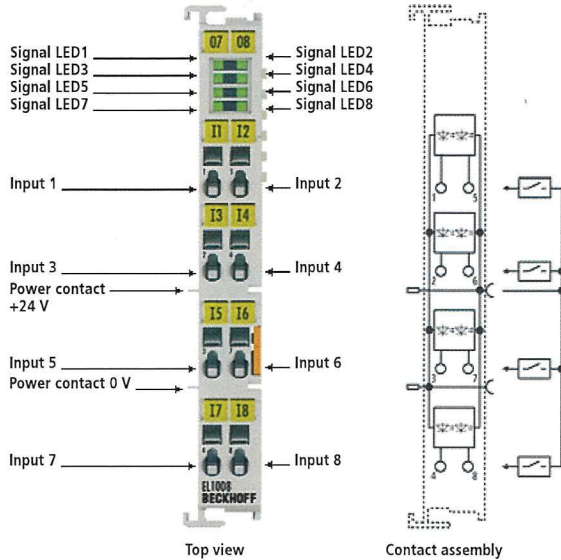 07 08
Signal LED1
Signal LED2
Signal LED3
Signal LED4
Signal LED5
Signal LED6
Signal LED7
Signal LED8
I1 I2
Input 1
Input 2
1 5
I3 I4
Input 3
Input 4
2 6
Power contact
+24 V
I5 I6
Input 5
Input 6
3 7
Power contact 0 V
I7 I8
Input 7
Input 8
4 8
EL1008
BECKHOFF
Top view
Contact assembly